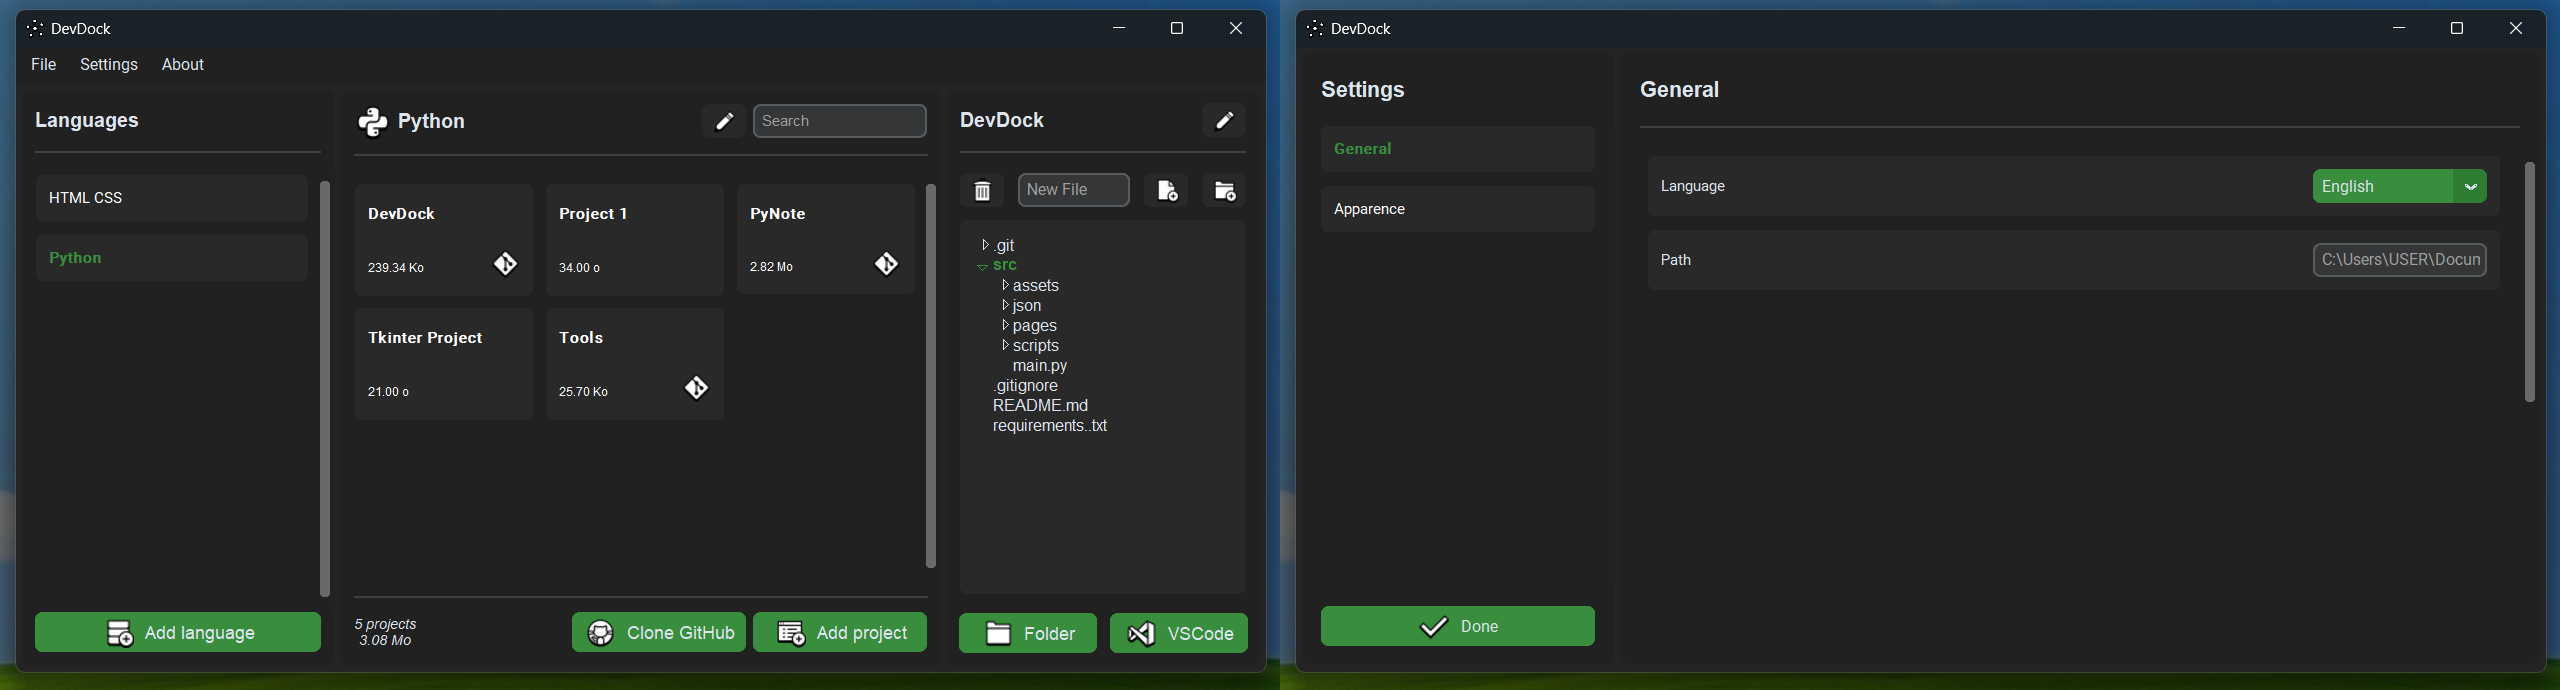 DevDock
File Settings About
Languages
HTML CSS
Python
Add language
Python
Search
DevDock
239.34 Ko
Project 1
34.00 o
PyNote
2.82 Mo
Tkinter Project
21.00 o
Tools
25.70 Ko
5 projects
3.08 Mo
Clone GitHub
Add project
DevDock
New File
.git
src
assets
json
pages
scripts
main.py
.gitignore
README.md
requirements..txt
Folder
VSCode
DevDock
Settings
General
Apparence
Done
General
Language
English
Path
C:\Users\USER\Docun